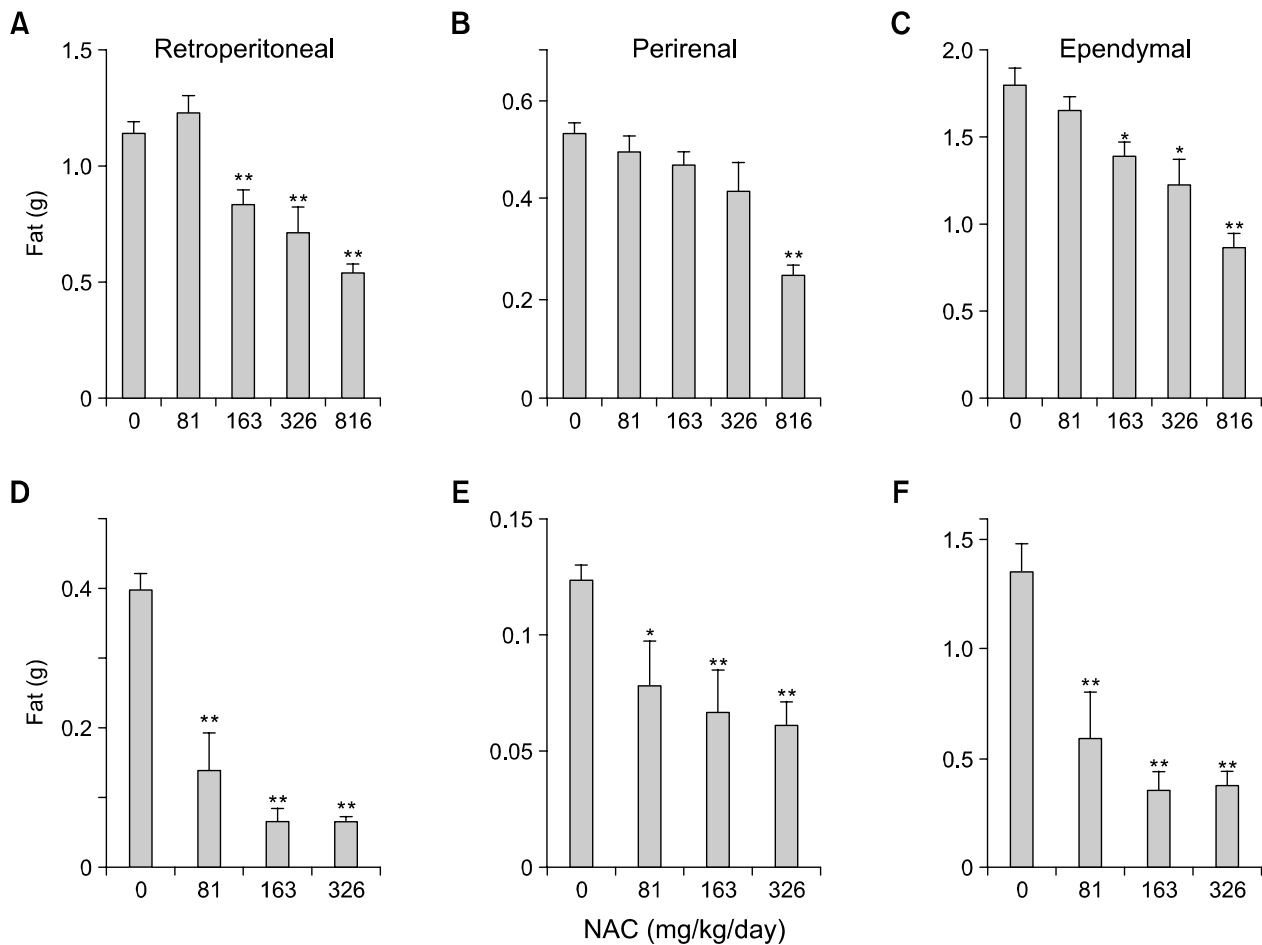 A
Retroperitoneal
Fat (g)
1.5
1.0
0.5
0
**
**
**
0 81 163 326 816
B
Perirenal
0.6
0.4
0.2
0
**
0 81 163 326 816
C
Ependymal
2.0
1.5
1.0
0.5
0
*
*
**
0 81 163 326 816
D
Fat (g)
0.4
0.2
0
**
**
**
0 81 163 326
E
0.15
0.1
0.05
0
*
**
**
0 81 163 326
NAC (mg/kg/day)
F
1.5
1.0
0.5
0
**
**
**
0 81 163 326